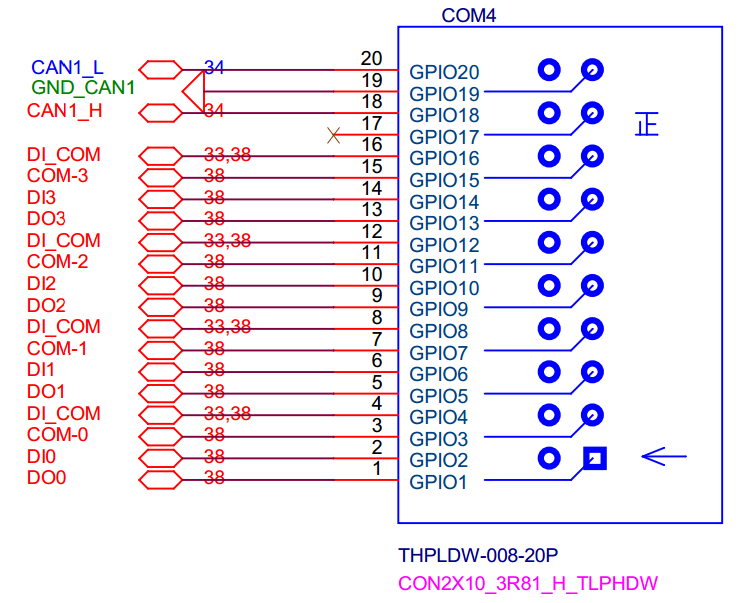 COM4
CAN1_L 34 20 GPIO20
GND_CAN1 19 GPIO19
CAN1_H 34 18 GPIO18
17 GPIO17
正
DI_COM 33,38 16 GPIO16
COM-3 38 15 GPIO15
DI3 38 14 GPIO14
DO3 38 13 GPIO13
DI_COM 33,38 12 GPIO12
COM-2 38 11 GPIO11
DI2 38 10 GPIO10
DO2 38 9 GPIO9
DI_COM 33,38 8 GPIO8
COM-1 38 7 GPIO7
DI1 38 6 GPIO6
DO1 38 5 GPIO5
DI_COM 33,38 4 GPIO4
COM-0 38 3 GPIO3
DI0 38 2 GPIO2
DO0 38 1 GPIO1
THPLDW-008-20P
CON2X10_3R81_H_TLPHDW